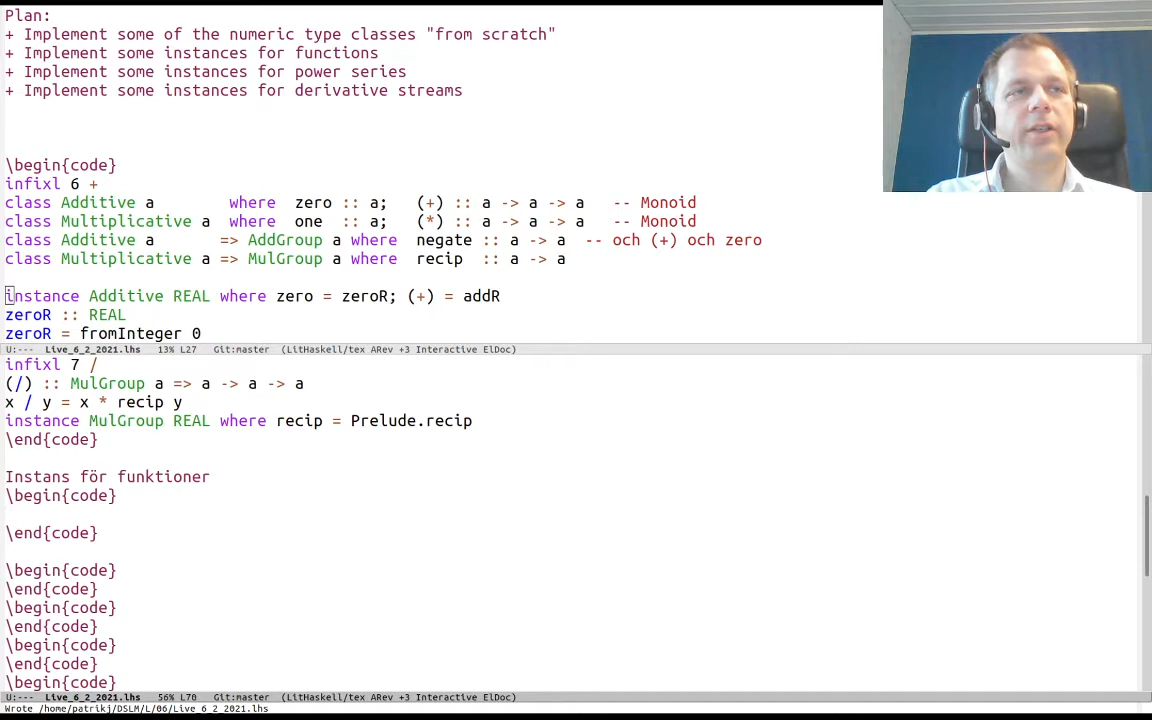 Plan:
+ Implement some of the numeric type classes "from scratch"
+ Implement some instances for functions
+ Implement some instances for power series
+ Implement some instances for derivative streams
\begin{code}
infixl 6 +
class Additive a        where  zero :: a;   (+) :: a -> a -> a   -- Monoid
class Multiplicative a  where  one  :: a;   (*) :: a -> a -> a   -- Monoid
class Additive a       => AddGroup a where  negate :: a -> a  -- och (+) och zero
class Multiplicative a => MulGroup a where  recip  :: a -> a
instance Additive REAL where zero = zeroR; (+) = addR
zeroR :: REAL
zeroR = fromInteger 0
U:---  Live_6_2_2021.lhs   13% L27   Git:master  (LitHaskell/tex ARev +3 Interactive ElDoc)
infixl 7 /
(/) :: MulGroup a => a -> a -> a
x / y = x * recip y
instance MulGroup REAL where recip = Prelude.recip
\end{code}
Instans för funktioner
\begin{code}
\end{code}
\begin{code}
\end{code}
\begin{code}
\end{code}
\begin{code}
\end{code}
\begin{code}
U:---  Live_6_2_2021.lhs   56% L70   Git:master  (LitHaskell/tex ARev +3 Interactive ElDoc)
Wrote /home/patrikj/DSLM/L/06/Live_6_2_2021.lhs